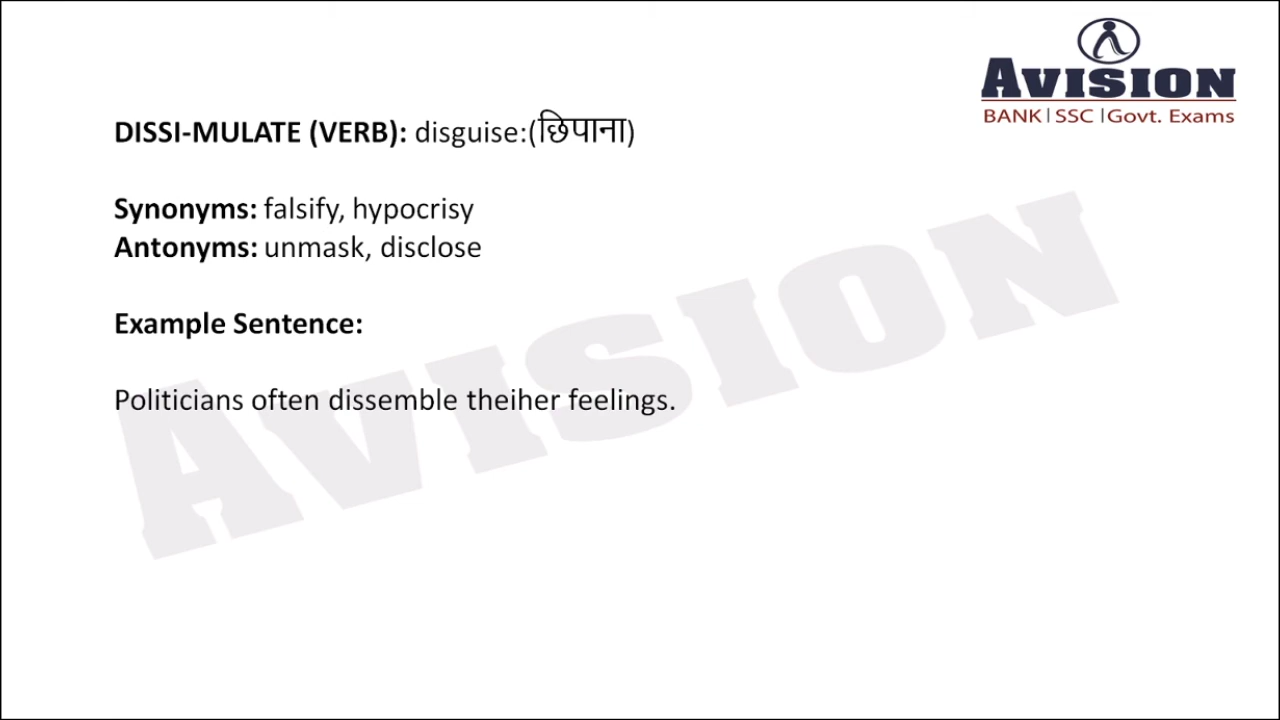 AVISION
BANK | SSC | Govt. Exams
DISSI-MULATE (VERB): disguise:(छिपाना)
Synonyms: falsify, hypocrisy
Antonyms: unmask, disclose
Example Sentence:
Politicians often dissemble theiher feelings.
AVISION